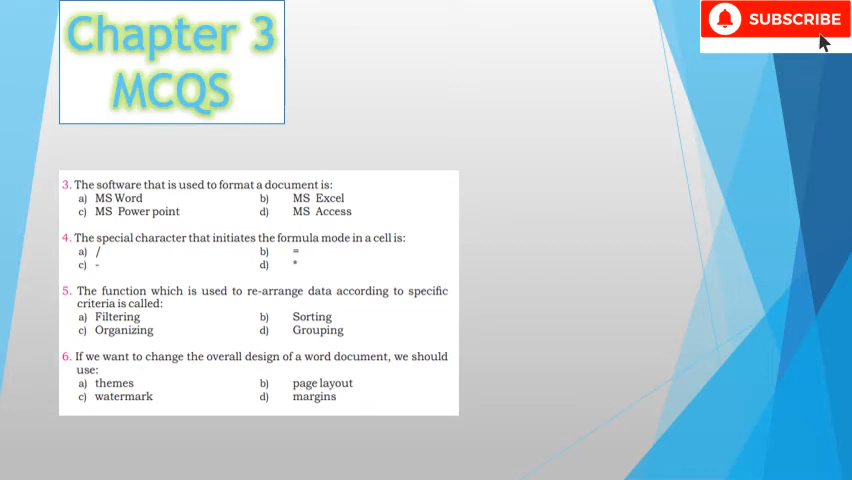 Chapter 3
MCQS
SUBSCRIBE
3. The software that is used to format a document is:
a) MS Word b) MS Excel
c) MS Power point d) MS Access
4. The special character that initiates the formula mode in a cell is:
a) / b) =
c) - d) *
5. The function which is used to re-arrange data according to specific
criteria is called:
a) Filtering b) Sorting
c) Organizing d) Grouping
6. If we want to change the overall design of a word document, we should
use:
a) themes b) page layout
c) watermark d) margins